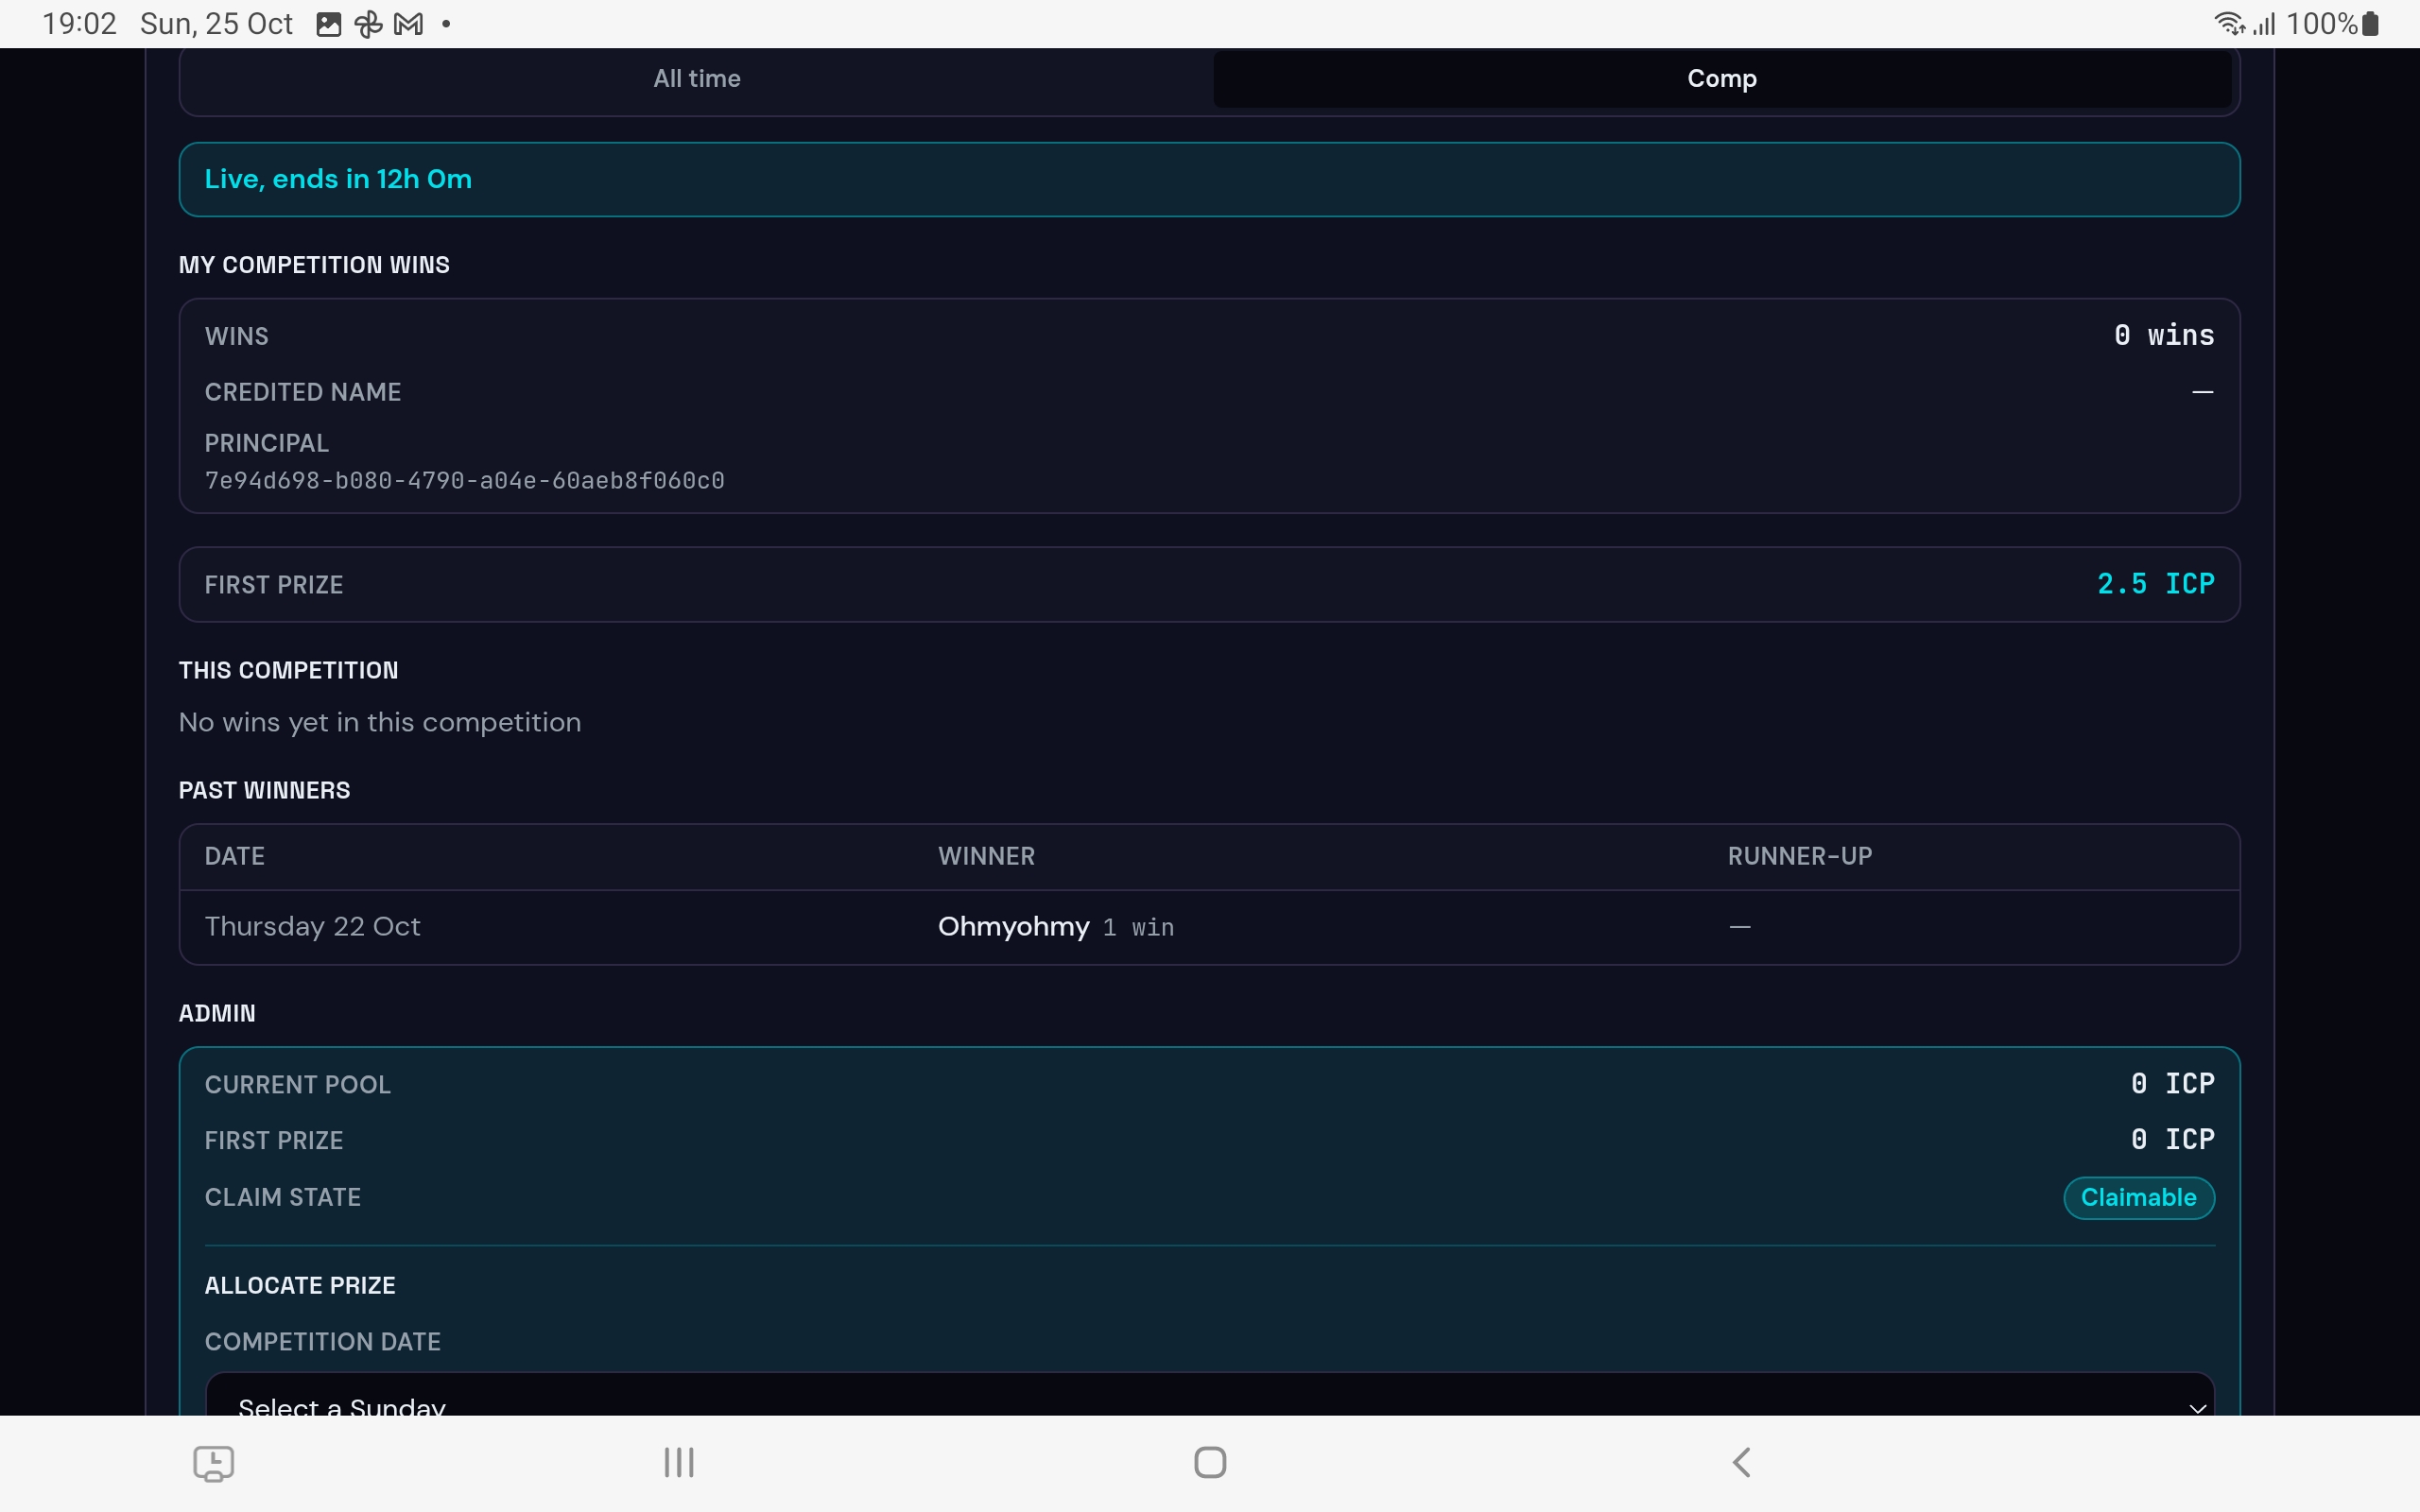 19:02 Sun, 25 Oct
100%
All time
Comp
Live, ends in 12h 0m
MY COMPETITION WINS
WINS
0 wins
CREDITED NAME
—
PRINCIPAL
7e94d698-b080-4790-a04e-60aeb8f060c0
FIRST PRIZE
2.5 ICP
THIS COMPETITION
No wins yet in this competition
PAST WINNERS
DATE WINNER RUNNER-UP
Thursday 22 Oct Ohmyohmy 1 win —
ADMIN
CURRENT POOL
0 ICP
FIRST PRIZE
0 ICP
CLAIM STATE
Claimable
ALLOCATE PRIZE
COMPETITION DATE
Select a Sunday